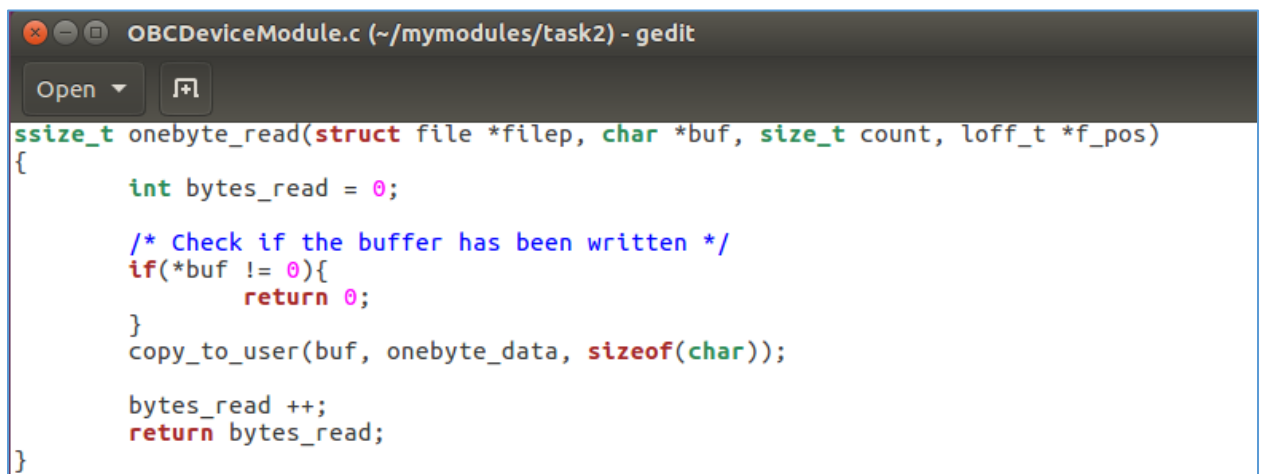 OBCDeviceModule.c (~/mymodules/task2) - gedit
Open
ssize_t onebyte_read(struct file *filep, char *buf, size_t count, loff_t *f_pos)
{
        int bytes_read = 0;

        /* Check if the buffer has been written */
        if(*buf != 0){
                return 0;
        }
        copy_to_user(buf, onebyte_data, sizeof(char));

        bytes_read ++;
        return bytes_read;
}